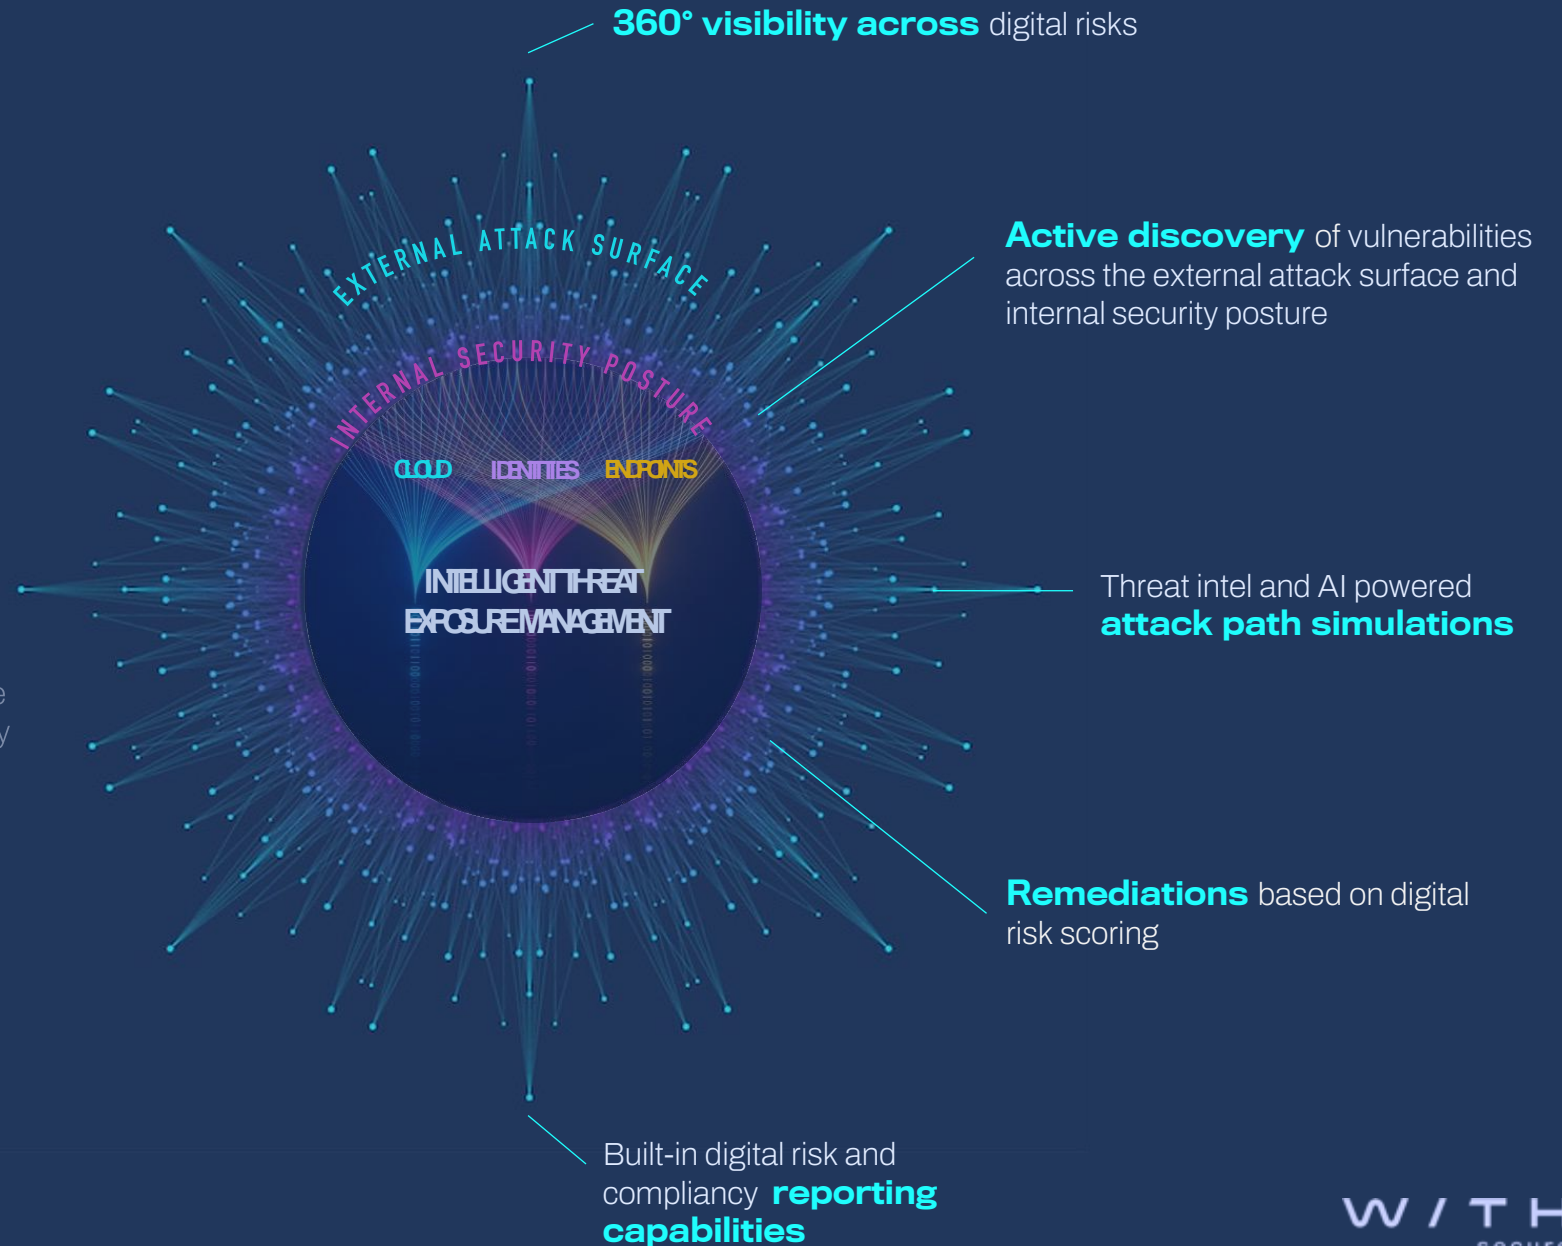 360° visibility across digital risks
EXTERNAL ATTACK SURFACE
Active discovery of vulnerabilities
across the external attack surface and
internal security posture
INTERNAL SECURITY POSTURE
CLOUD
IDENTITIES
ENDPOINTS
INTELLIGENT THREAT
EXPOSURE MANAGEMENT
Threat intel and AI powered
attack path simulations
e
y
Remediations based on digital
risk scoring
Built-in digital risk and
compliancy reporting
capabilities
WITH
secure